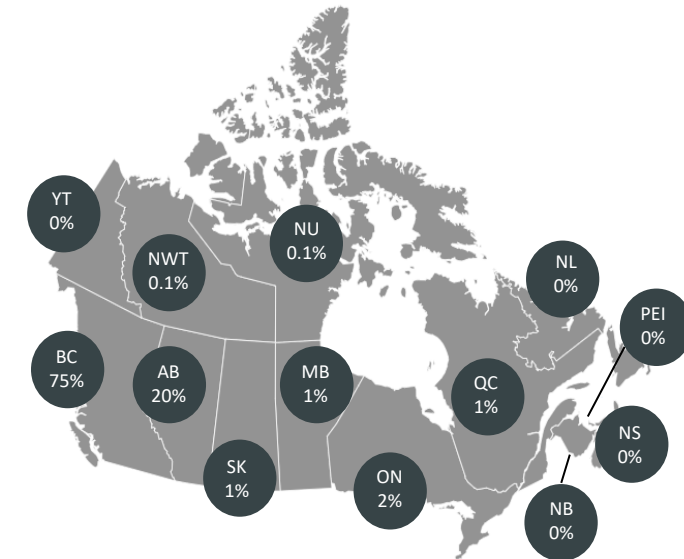 YT
0%
NWT
0.1%
NU
0.1%
NL
0%
PEI
0%
BC
75%
AB
20%
MB
1%
QC
1%
NS
0%
SK
1%
ON
2%
NB
0%